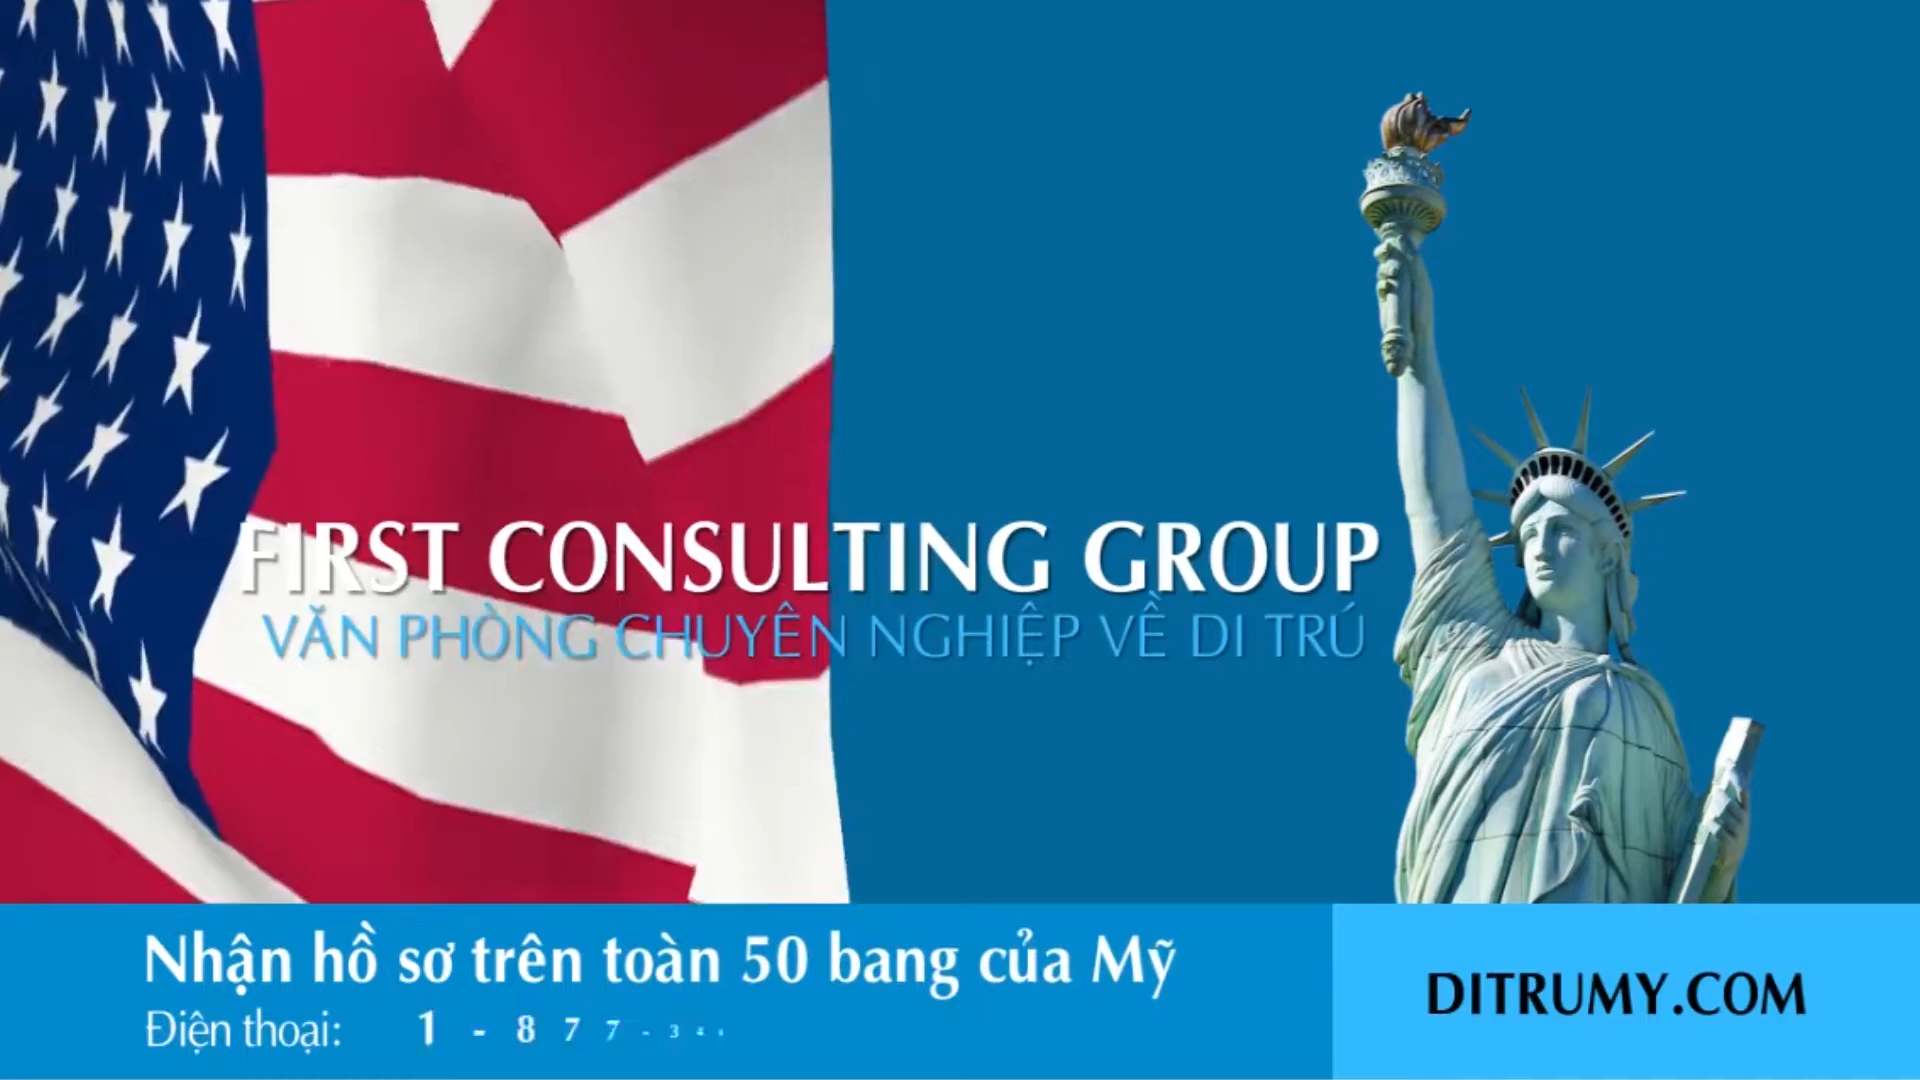 FIRST CONSULTING GROUP
VĂN PHÒNG CHUYÊN NGHIỆP VỀ DI TRÚ
Nhận hồ sơ trên toàn 50 bang của Mỹ
Điện thoại: 1 - 8 7 7 - 3
DITRUMY.COM